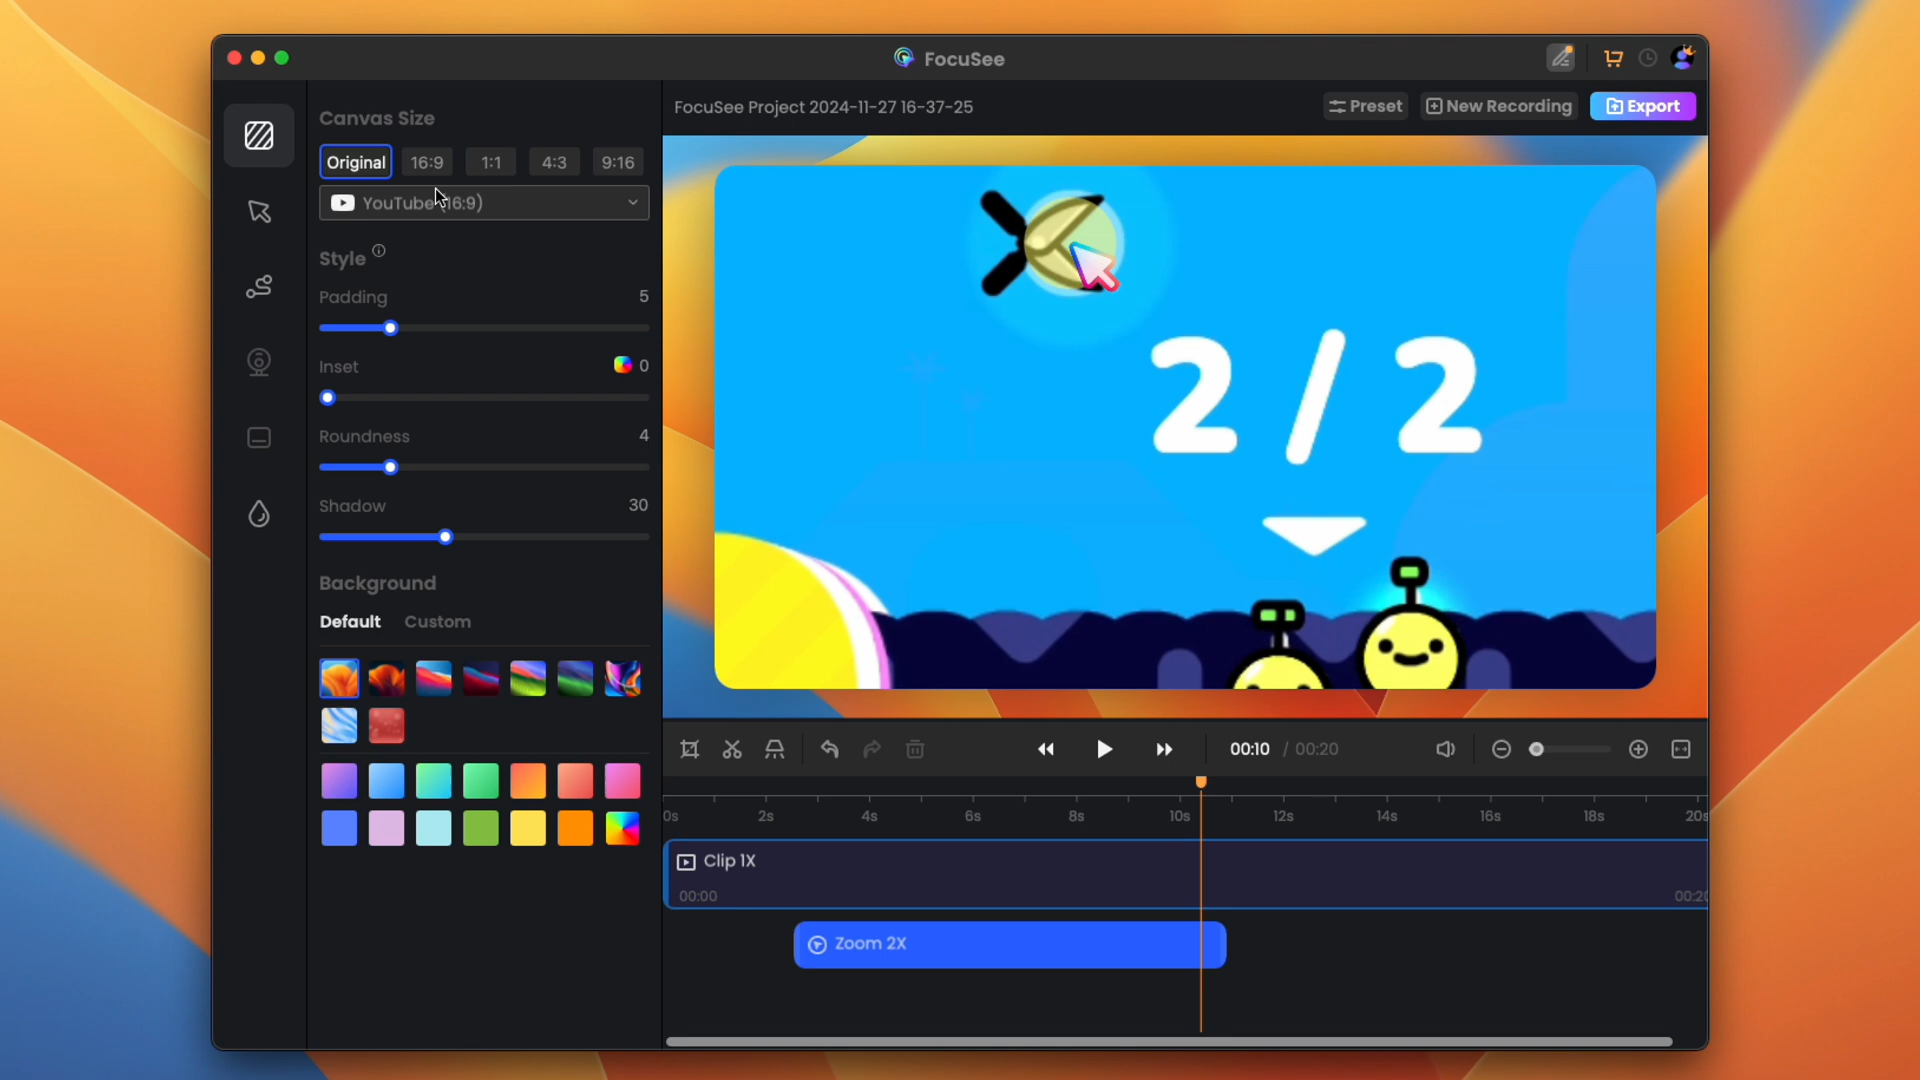 FocuSee
Canvas Size
Original 16:9 1:1 4:3 9:16
YouTube (16:9)
Style
Padding 5
Inset 0
Roundness 4
Shadow 30
Background
Default Custom
FocuSee Project 2024-11-27 16-37-25
Preset New Recording Export
2 / 2
00:10 / 00:20
0s 2s 4s 6s 8s 10s 12s 14s 16s 18s 20s
Clip 1X
00:00 00:20
Zoom 2X